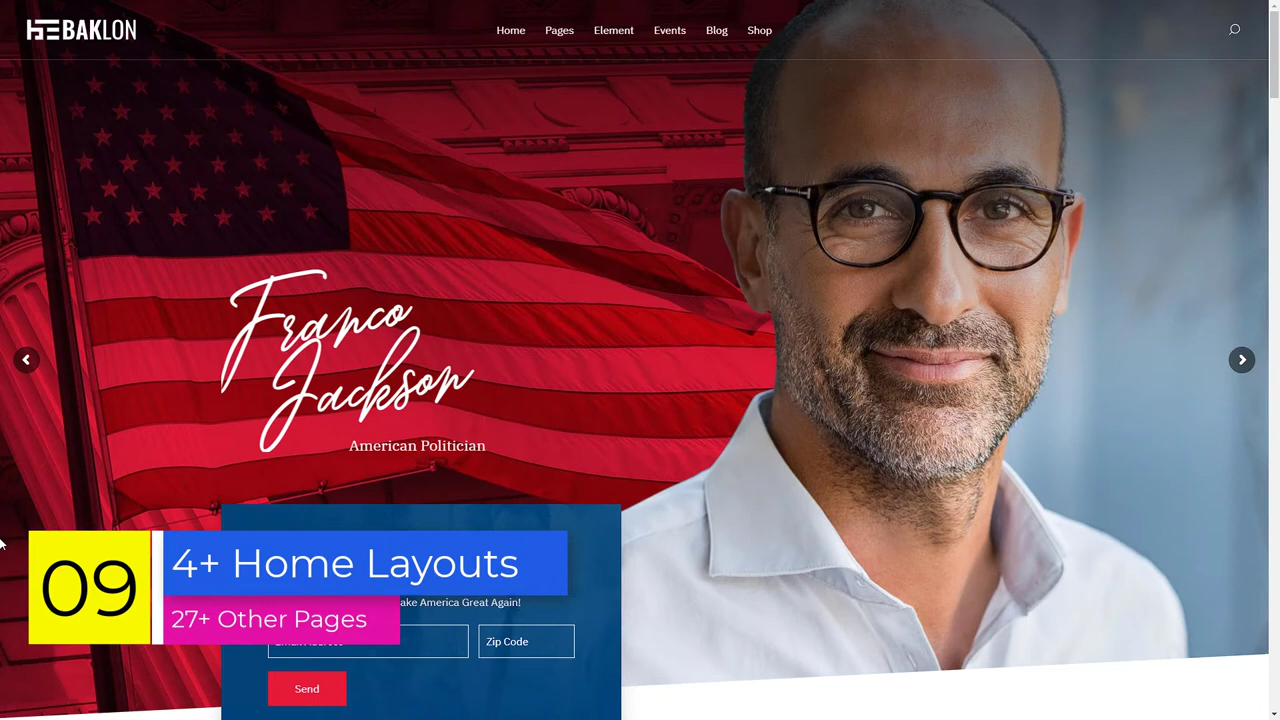 BAKLON
Home Pages Element Events Blog Shop
Franco
Jackson
American Politician
09
4+ Home Layouts
27+ Other Pages
ake America Great Again!
Zip Code
Send